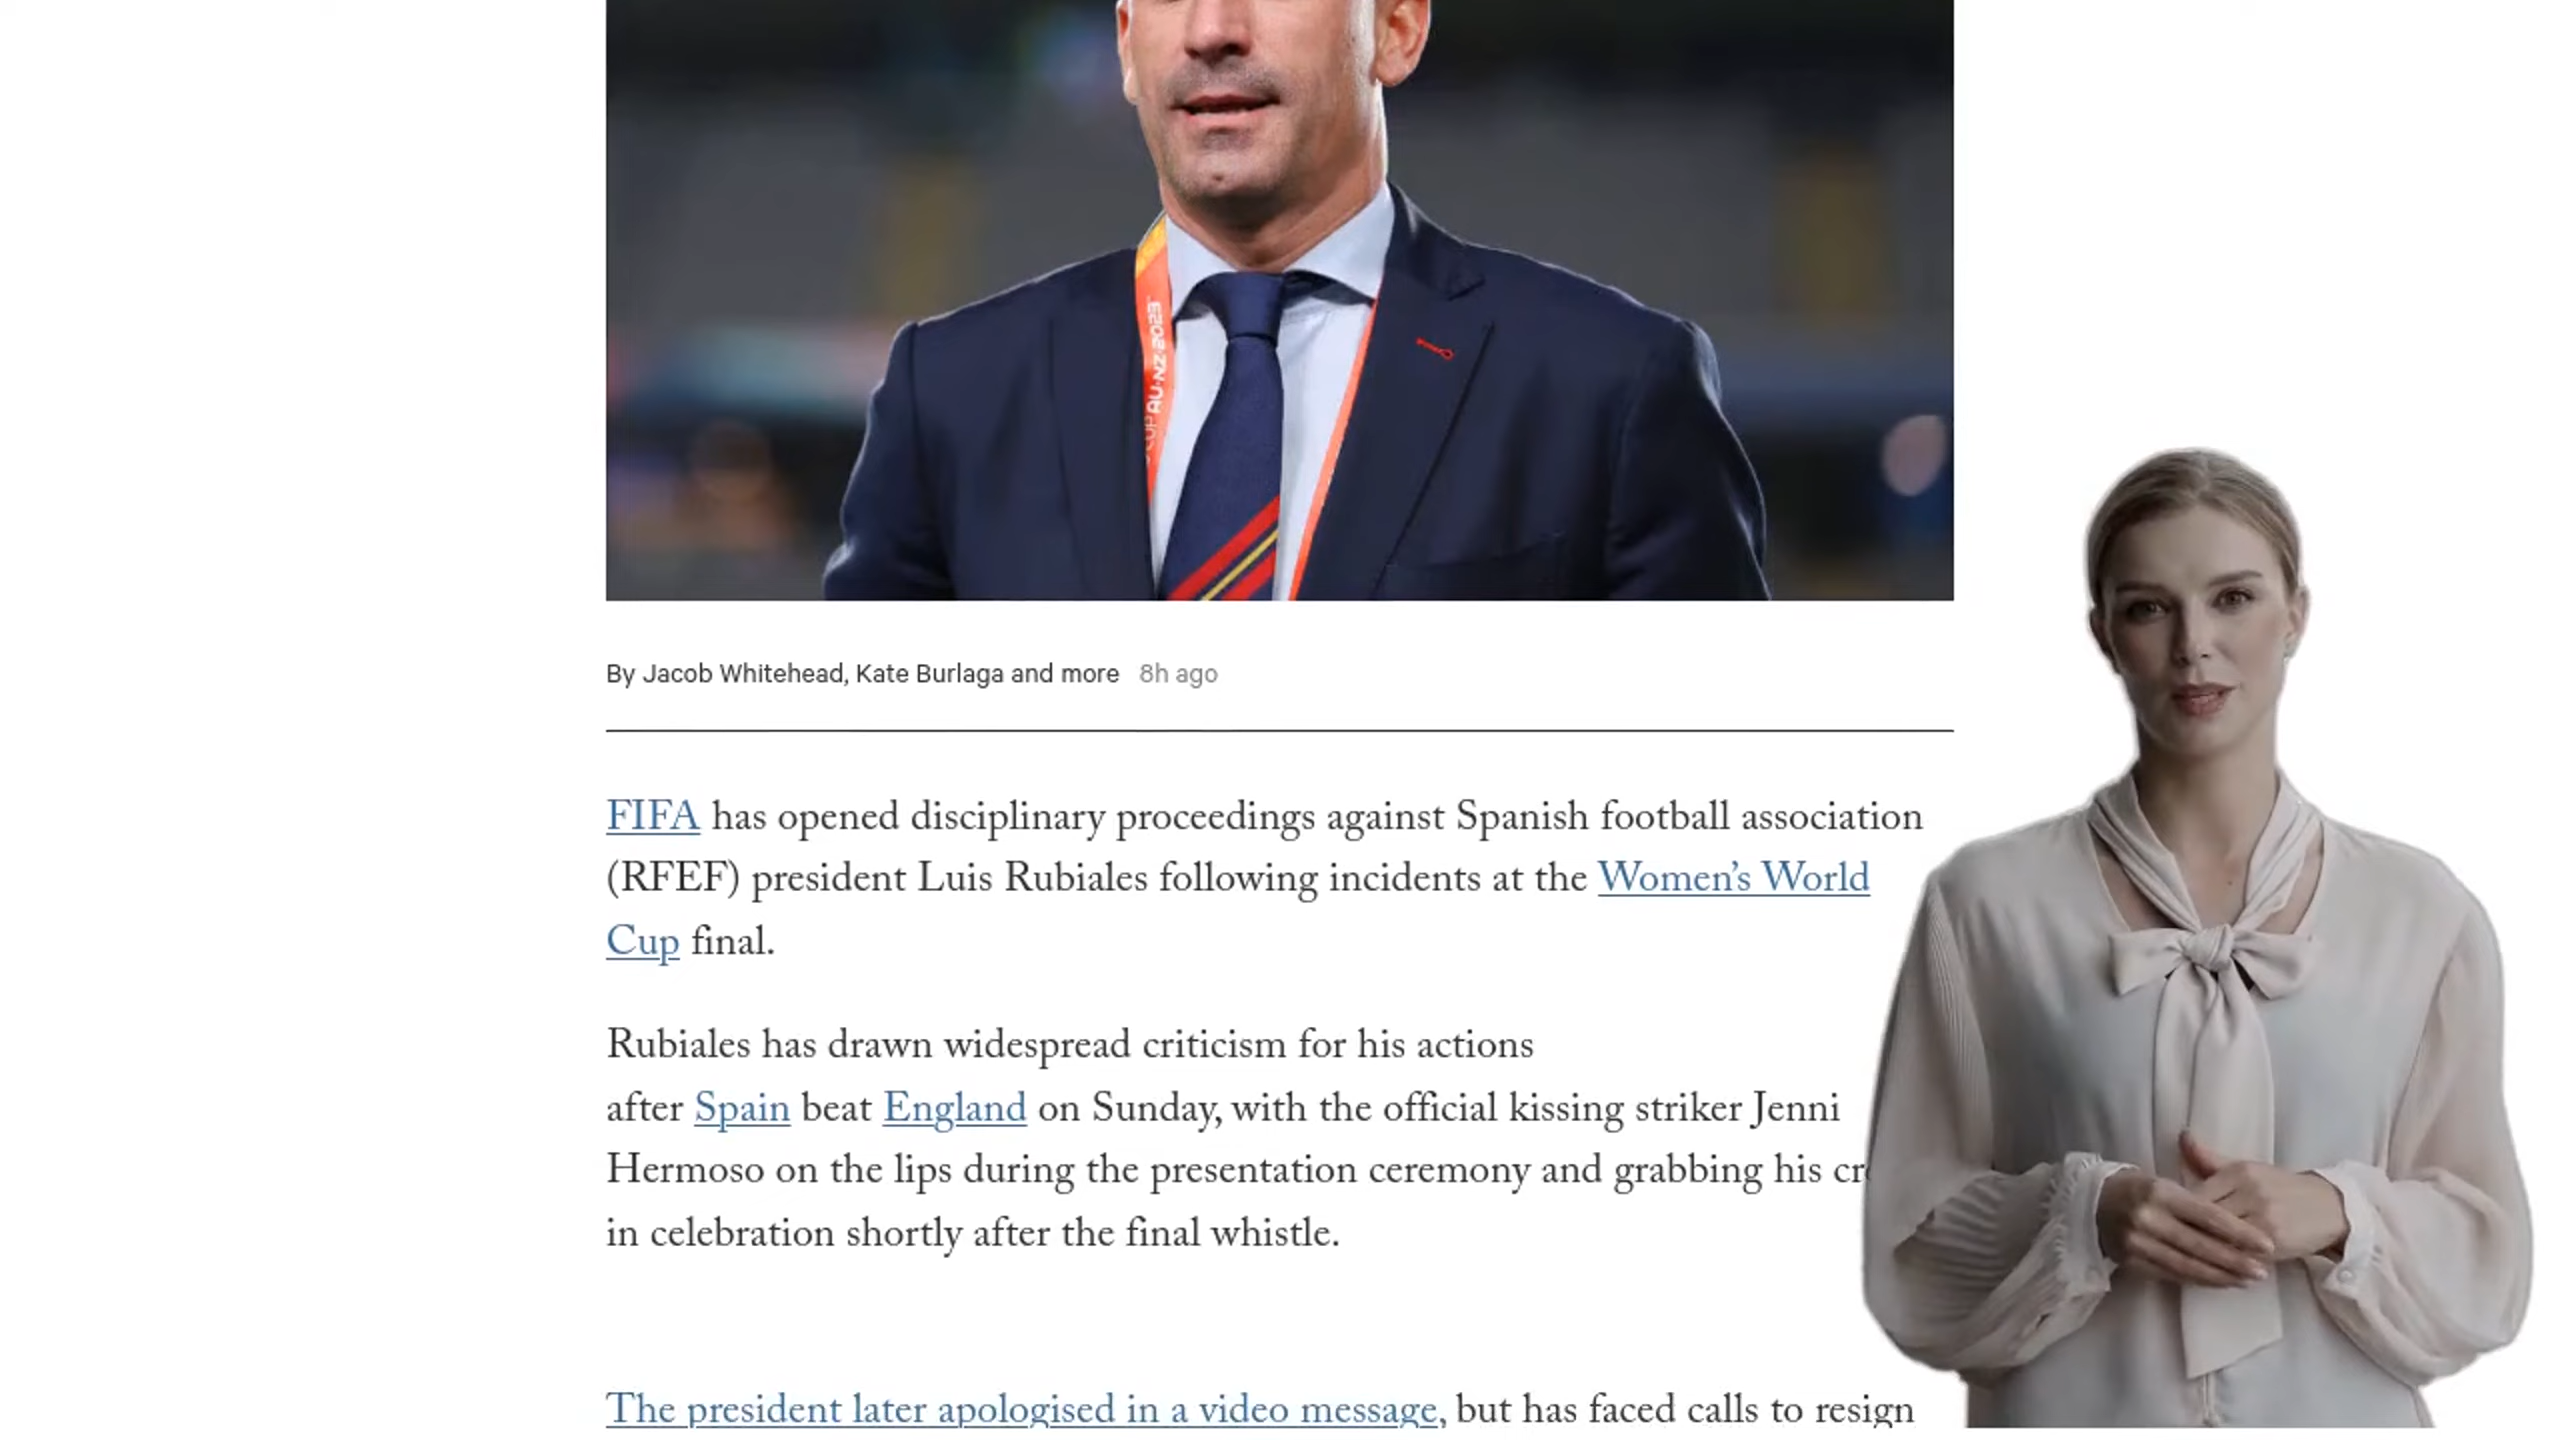 CUP AU·NZ·2023
By Jacob Whitehead, Kate Burlaga and more 8h ago
FIFA has opened disciplinary proceedings against Spanish football association
(RFEF) president Luis Rubiales following incidents at the Women’s World
Cup final.
Rubiales has drawn widespread criticism for his actions
after Spain beat England on Sunday, with the official kissing striker Jenni
Hermoso on the lips during the presentation ceremony and grabbing his
in celebration shortly after the final whistle.
The president later apologised in a video message, but has faced calls to resign